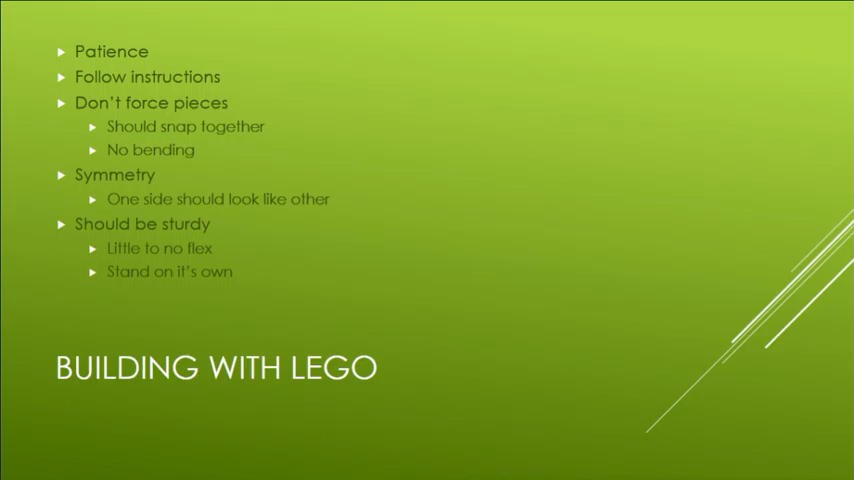 Patience
Follow instructions
Don't force pieces
Should snap together
No bending
Symmetry
One side should look like other
Should be sturdy
Little to no flex
Stand on it's own
BUILDING WITH LEGO